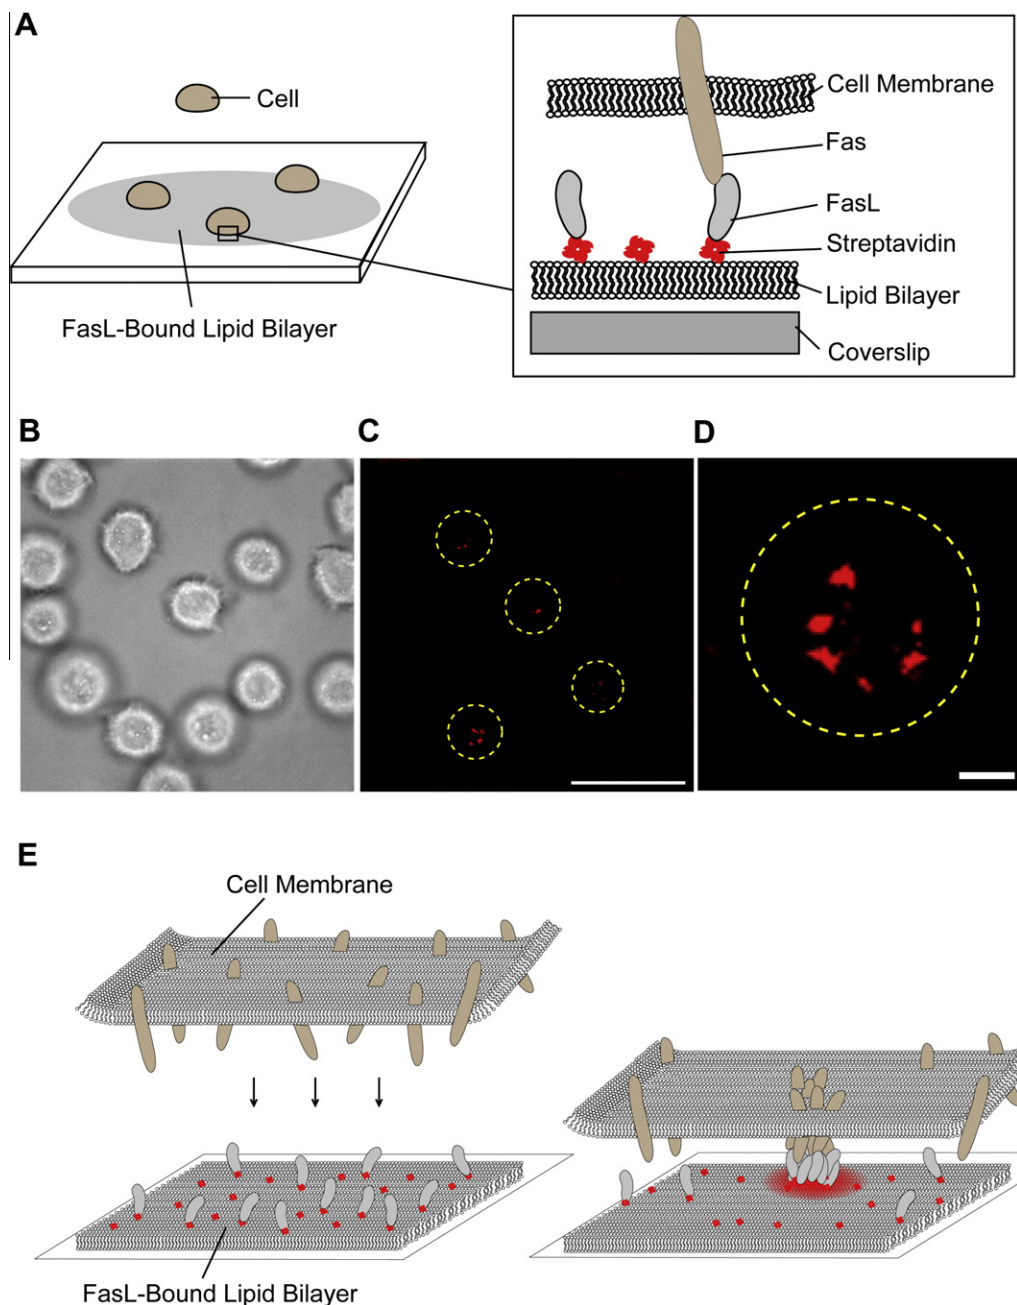 A
Cell
FasL-Bound Lipid Bilayer
Cell Membrane
Fas
FasL
Streptavidin
Lipid Bilayer
Coverslip
B
C
D
E
Cell Membrane
FasL-Bound Lipid Bilayer